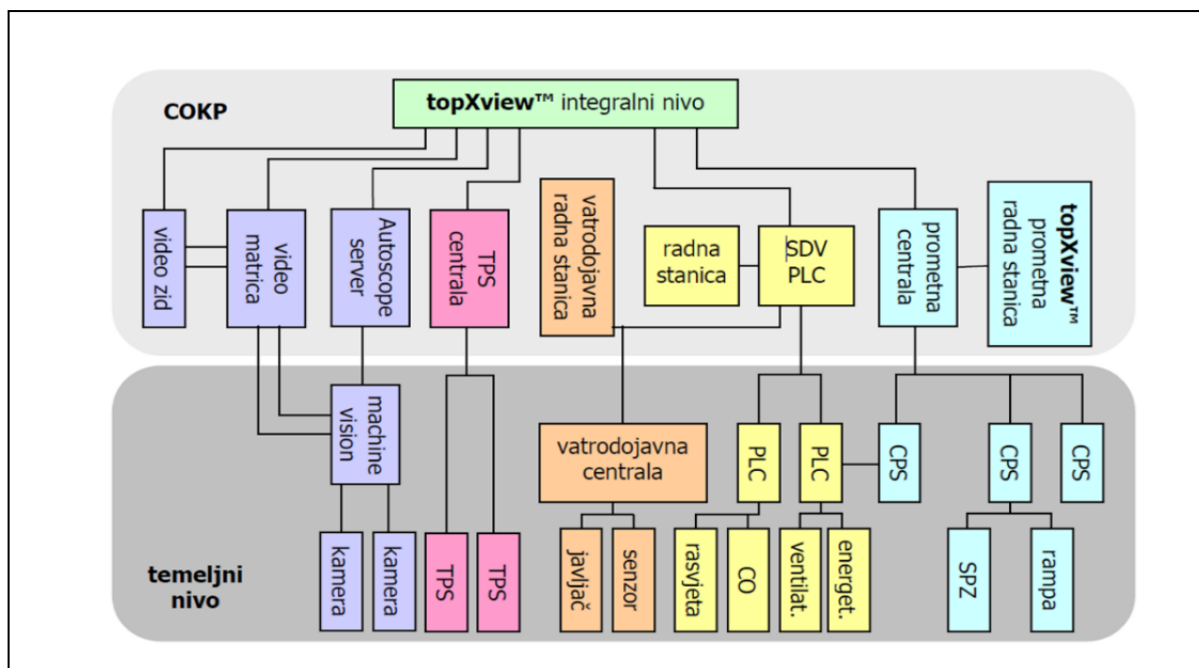 COKP
topXview™ integralni nivo
video zid
video
matrica
Autoscope
server
TPS
centrala
vatrodojavna
radna stanica
radna
stanica
SDV
PLC
prometna
centrala
topXview™
prometna
radna stanica
machine
vision
vatrodojavna
centrala
PLC
PLC
CPS
CPS
CPS
temeljni
nivo
kamera
kamera
TPS
TPS
javljač
senzor
rasvjeta
CO
ventilat.
energet.
SPZ
rampa